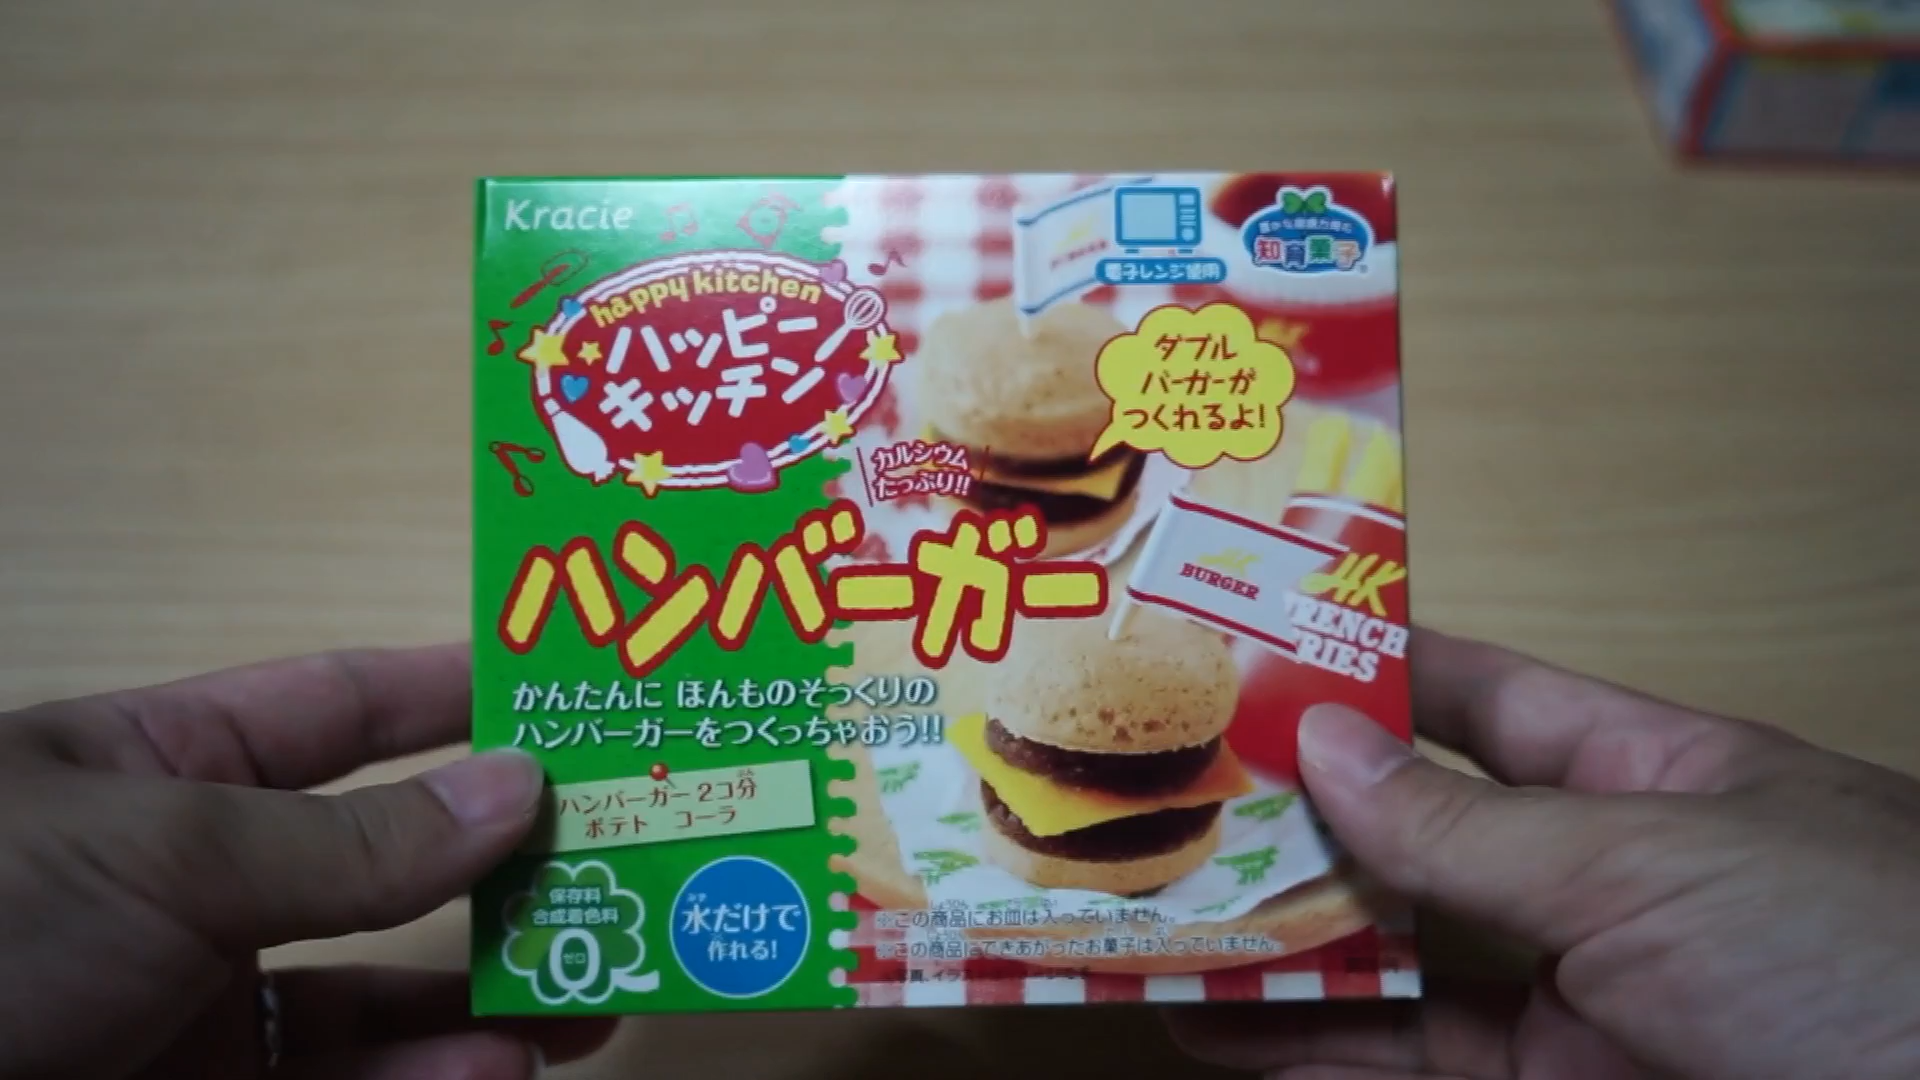 Kracie
happy kitchen
ハッピー
キッチン
電子レンジ使用
知育菓子
ダブル
バーガーが
つくれるよ!
カルシウム
たっぷり!!
ハンバーガー
BURGER
HK
FRENCH
FRIES
かんたんに ほんものそっくりの
ハンバーガーをつくっちゃおう!!
ハンバーガー 2コ分
ポテト コーラ
保存料
合成着色料
0
ゼロ
水だけで
作れる!
※この商品にお皿は入っていません。
※この商品にできあがったお菓子は入っていません。